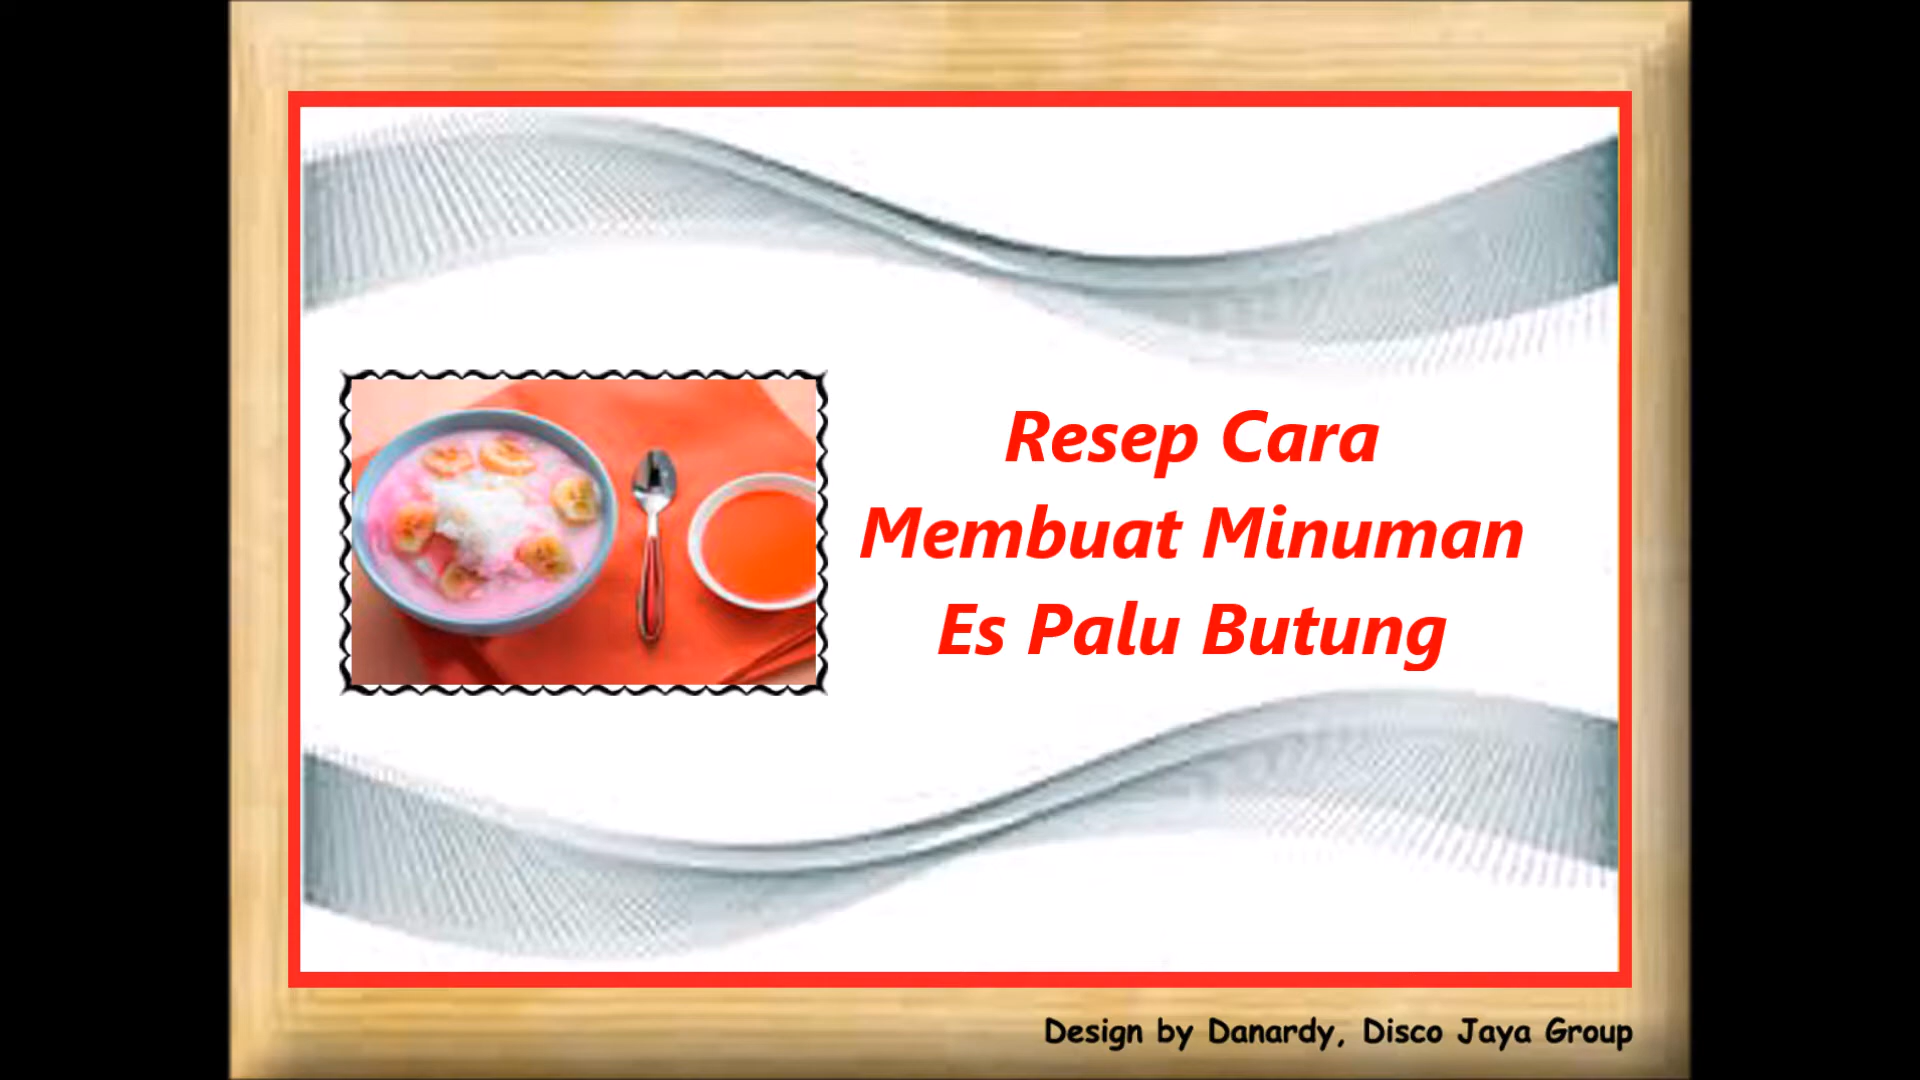 Resep Cara
Membuat Minuman
Es Palu Butung
Design by Danardy, Disco Jaya Group